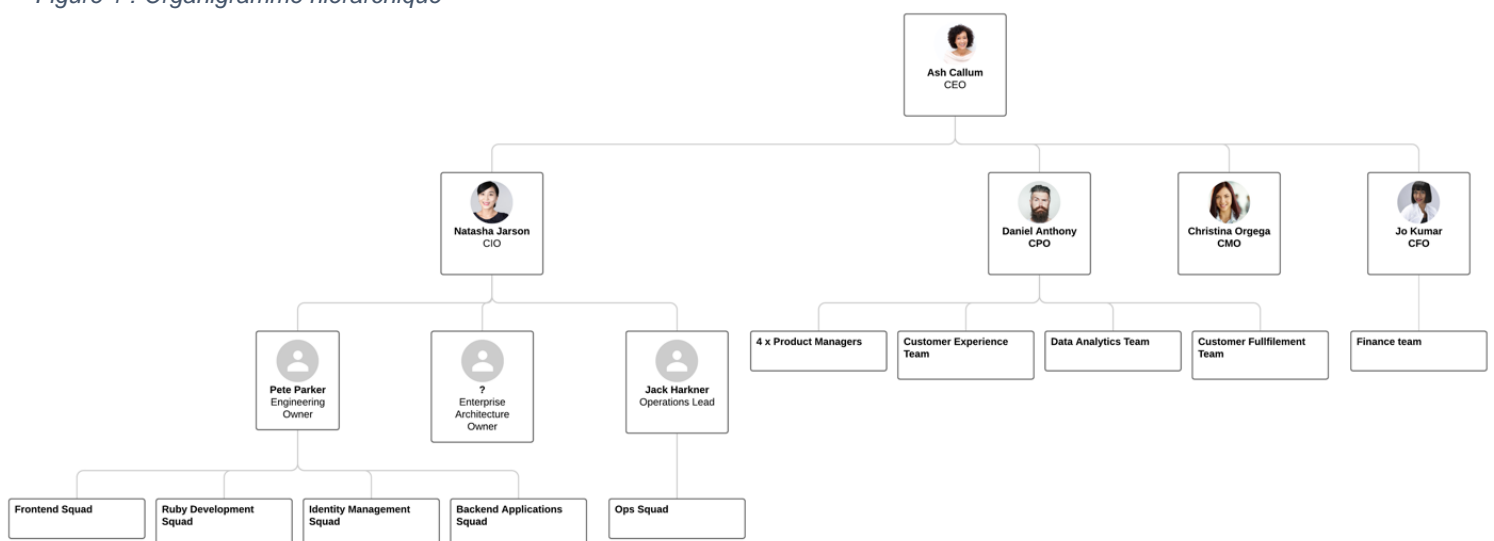 Figure 1 : Organigramme hiérarchique
Ash Callum
CEO
Natasha Jarson
CIO
Daniel Anthony
CPO
Christina Orgega
CMO
Jo Kumar
CFO
Pete Parker
Engineering
Owner
?
Enterprise
Architecture
Owner
Jack Harkner
Operations Lead
4 x Product Managers
Customer Experience
Team
Data Analytics Team
Customer Fullfilement
Team
Finance team
Frontend Squad
Ruby Development
Squad
Identity Management
Squad
Backend Applications
Squad
Ops Squad